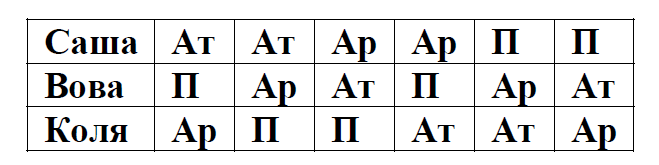 Саша Ат Ат Ар Ар П П
Вова П Ар Ат П Ар Ат
Коля Ар П П Ат Ат Ар